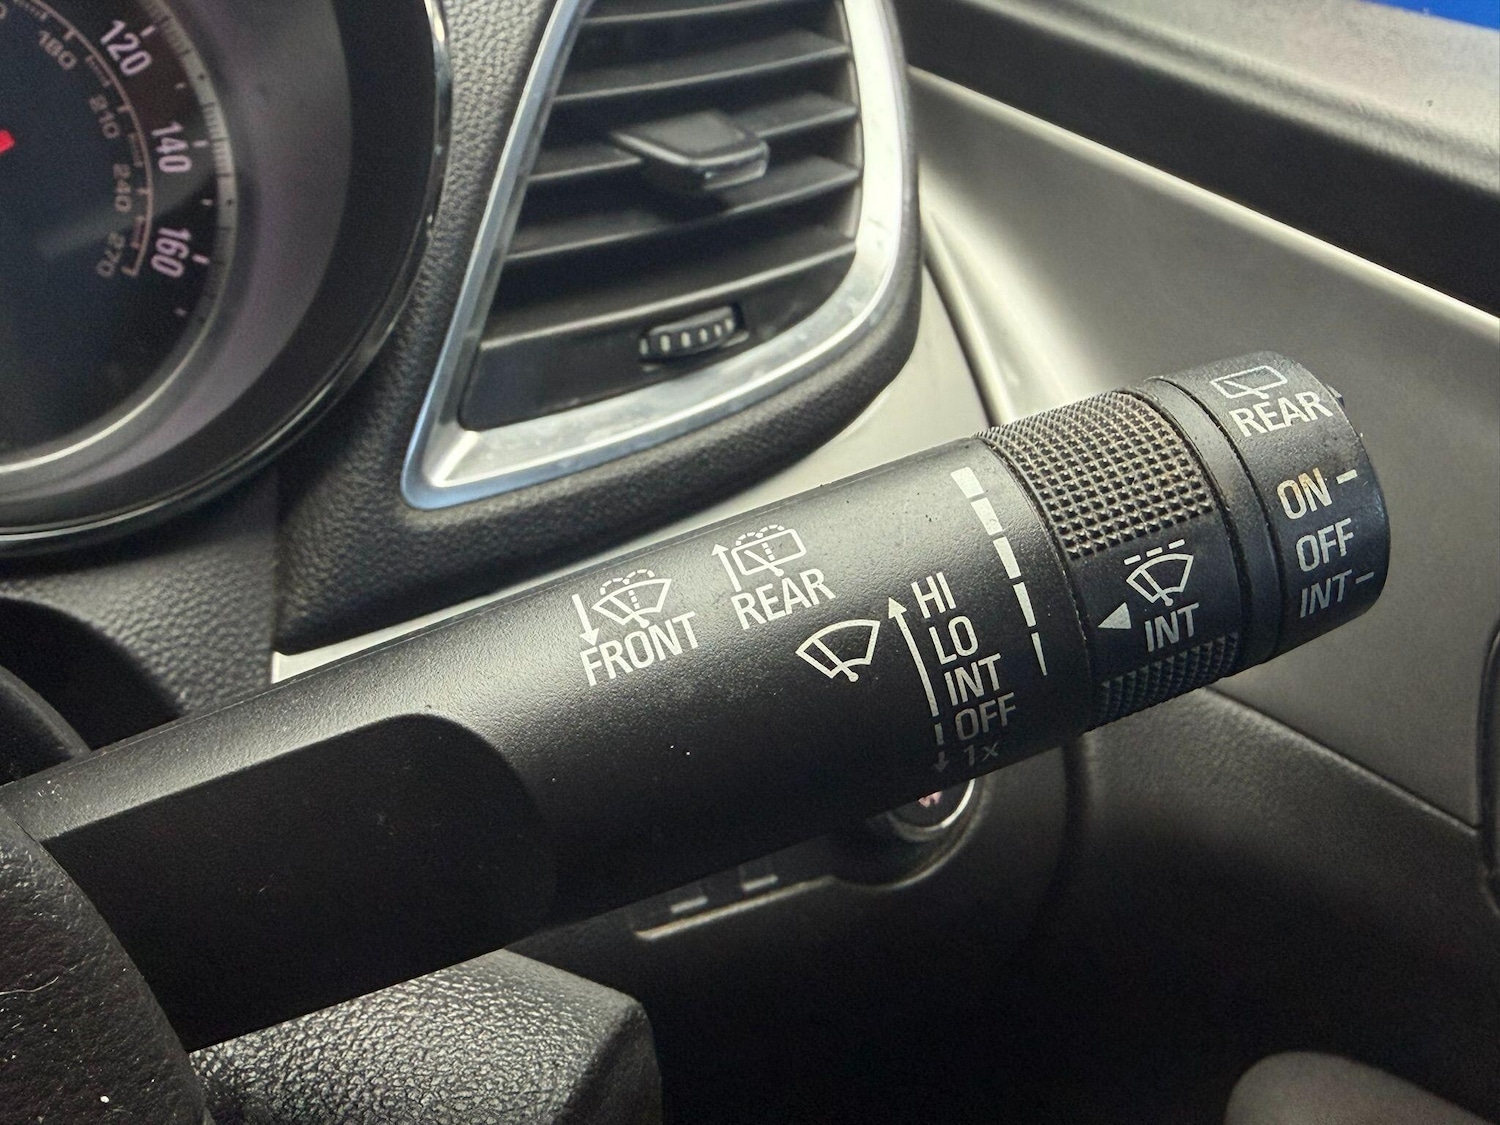 120
180
210
140
240
160
270
REAR
ON
OFF
INT
FRONT
REAR
HI
LO
INT
OFF
1x
INT